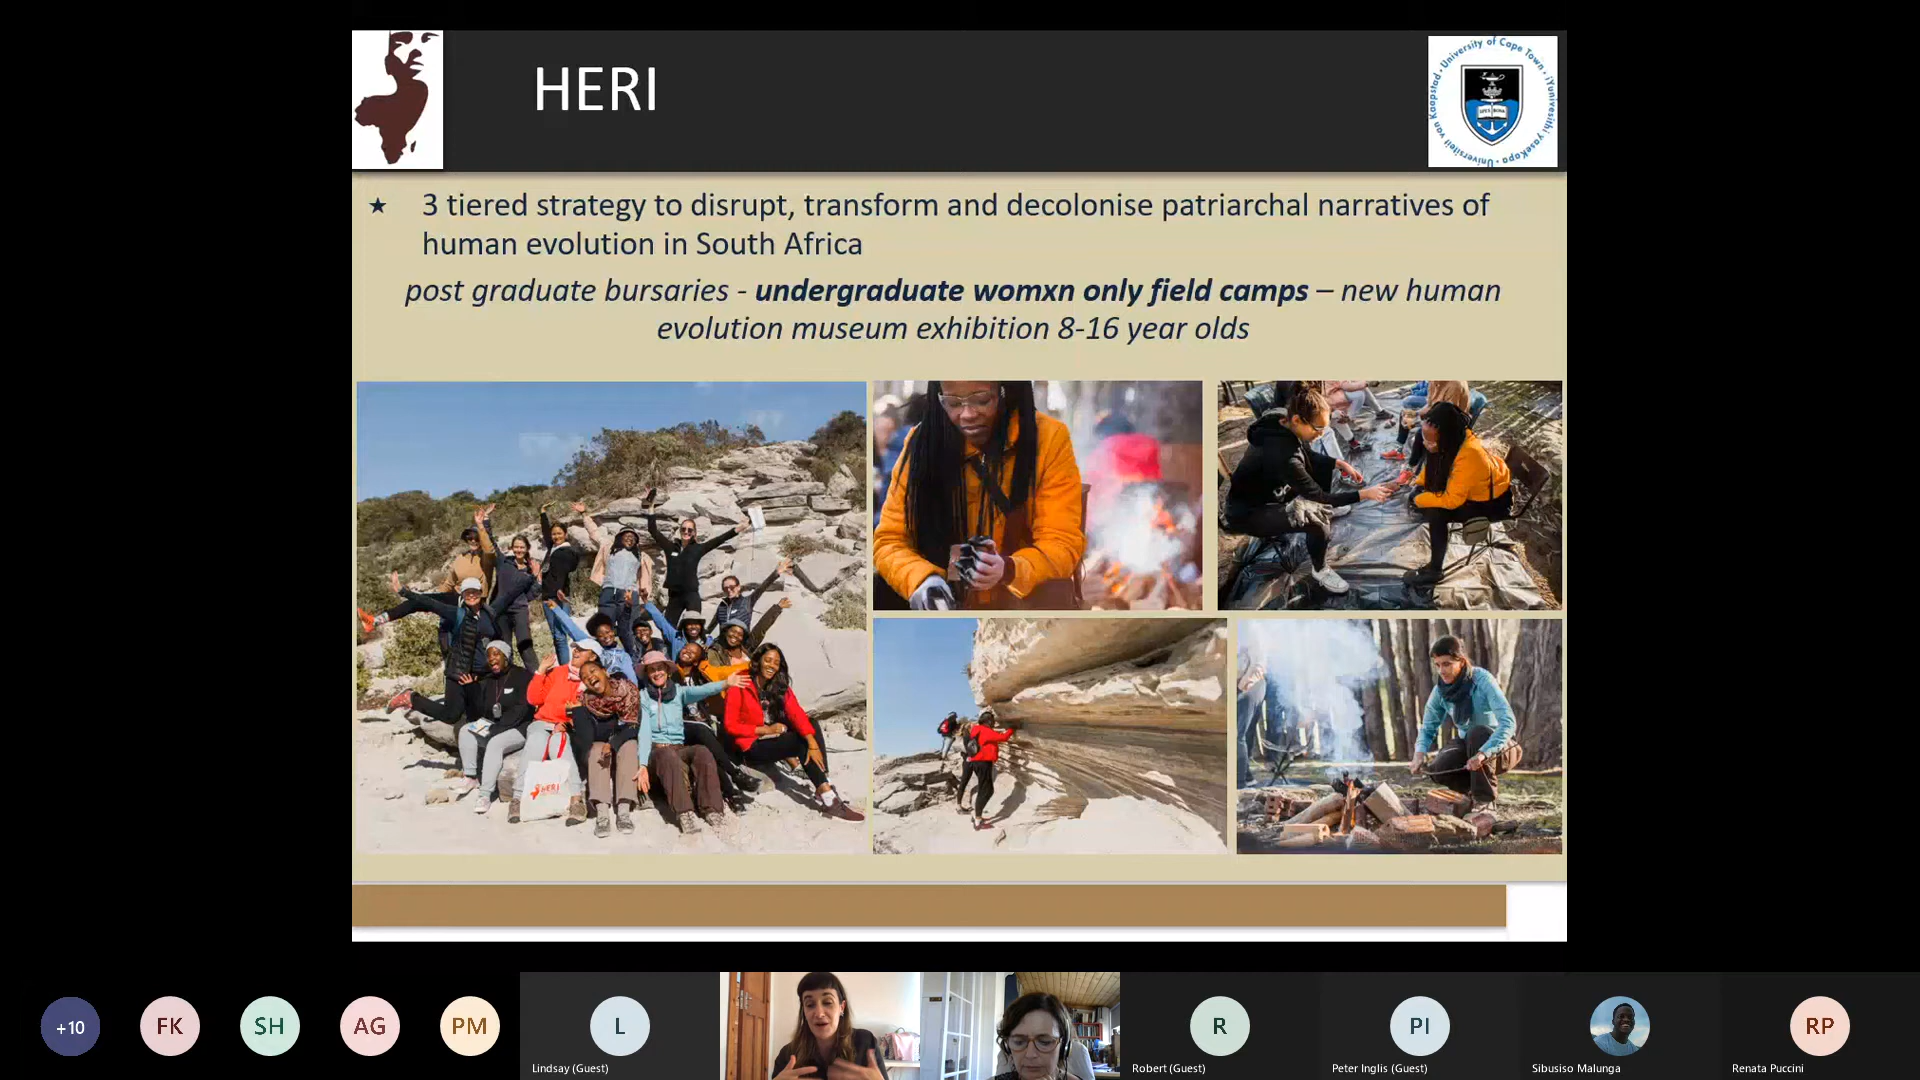 HERI
University of Cape Town · iYunivesithi yaseKapa · Universiteit van Kaapstad
★ 3 tiered strategy to disrupt, transform and decolonise patriarchal narratives of
human evolution in South Africa
post graduate bursaries - undergraduate womxn only field camps – new human
evolution museum exhibition 8-16 year olds
HERI
+10
FK
SH
AG
PM
L
Lindsay (Guest)
R
Robert (Guest)
PI
Peter Inglis (Guest)
Sibusiso Malunga
RP
Renata Puccini